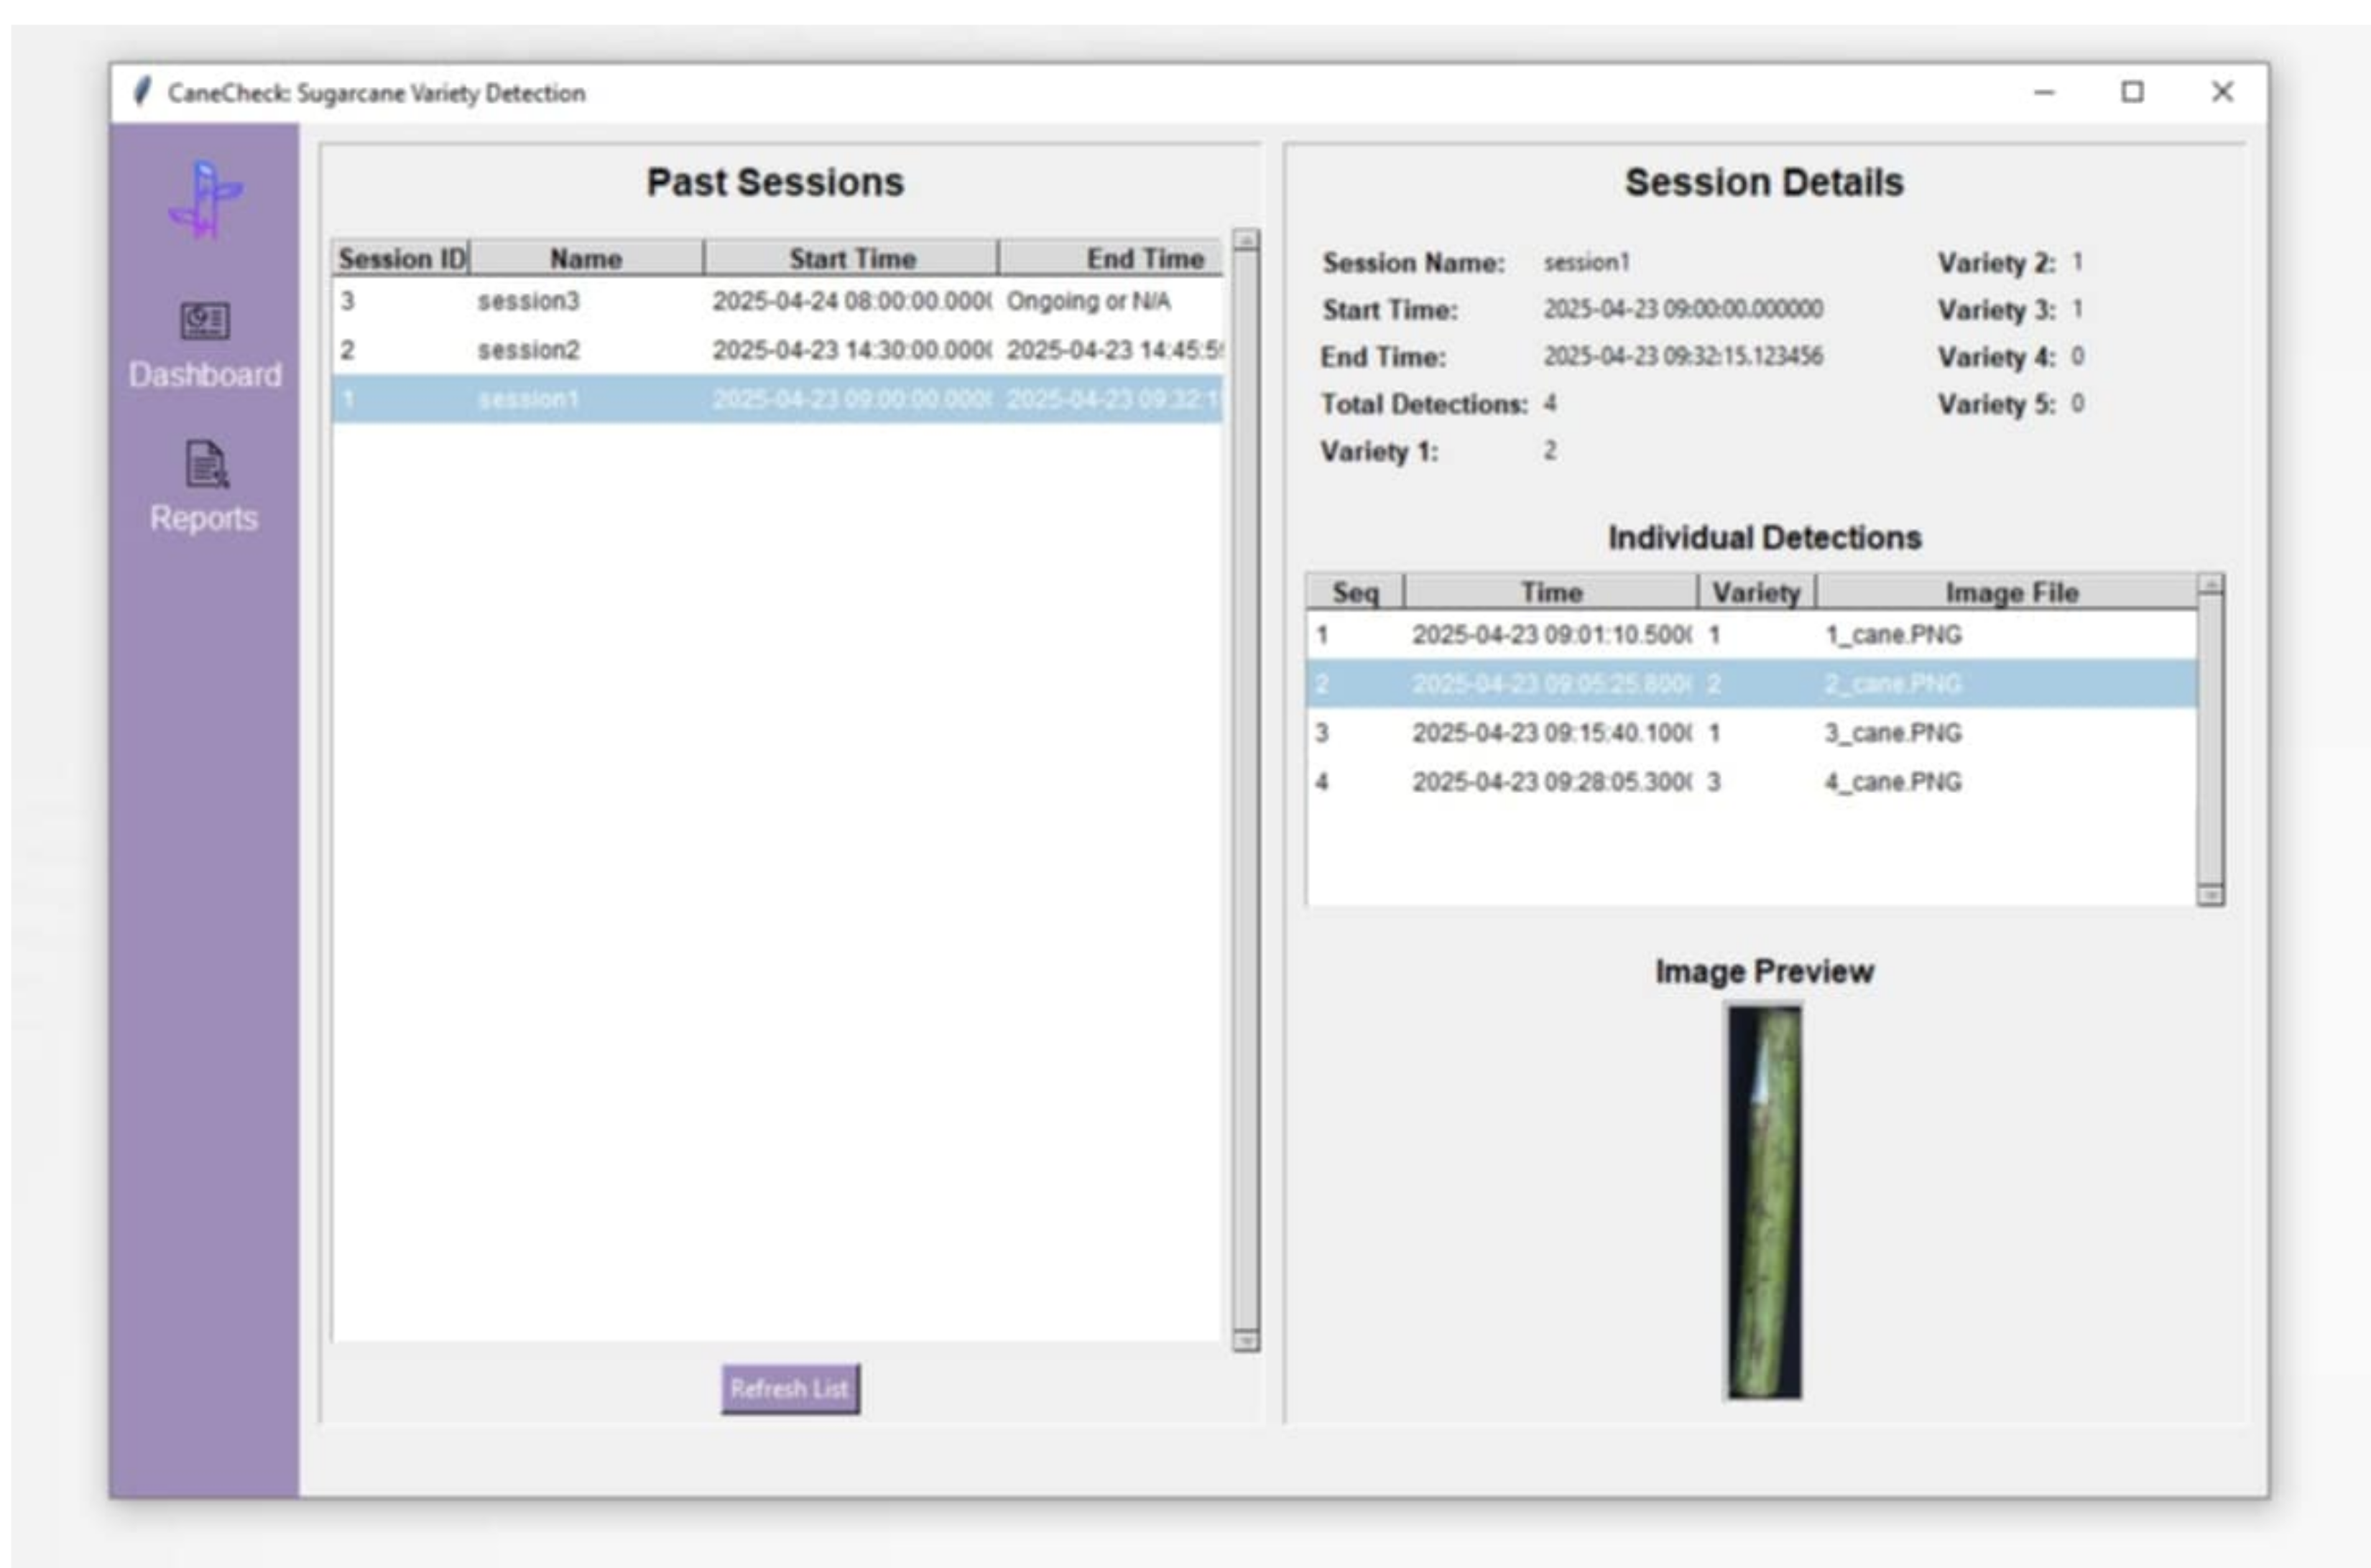 CaneCheck: Sugarcane Variety Detection
Dashboard
Reports
Past Sessions
Session ID Name Start Time End Time
3 session3 2025-04-24 08:00:00.000( Ongoing or N/A
2 session2 2025-04-23 14:30:00.000( 2025-04-23 14:45:5
1 session1 2025-04-23 09:00:00.000( 2025-04-23 09:32:1
Refresh List
Session Details
Session Name: session1 Variety 2: 1
Start Time: 2025-04-23 09:00:00.000000 Variety 3: 1
End Time: 2025-04-23 09:32:15.123456 Variety 4: 0
Total Detections: 4 Variety 5: 0
Variety 1: 2
Individual Detections
Seq Time Variety Image File
1 2025-04-23 09:01:10.500( 1 1_cane.PNG
2 2025-04-23 09:05:25.800( 2 2_cane.PNG
3 2025-04-23 09:15:40.100( 1 3_cane.PNG
4 2025-04-23 09:28:05.300( 3 4_cane.PNG
Image Preview